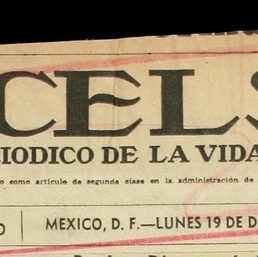 CELS
IODICO DE LA VIDA
o como artículo de segunda clase en la administración de
O MEXICO, D. F.—LUNES 19 DE D